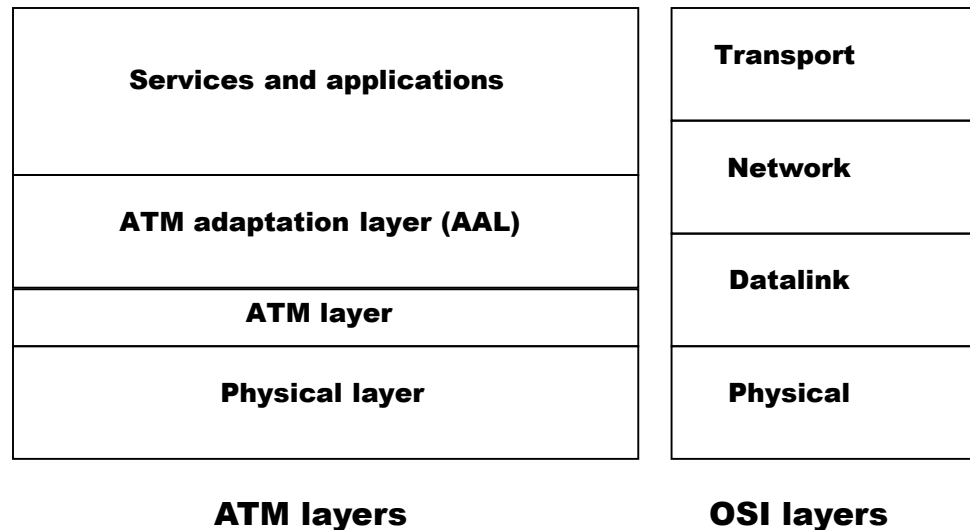 Services and applications
ATM adaptation layer (AAL)
ATM layer
Physical layer
ATM layers
Transport
Network
Datalink
Physical
OSI layers